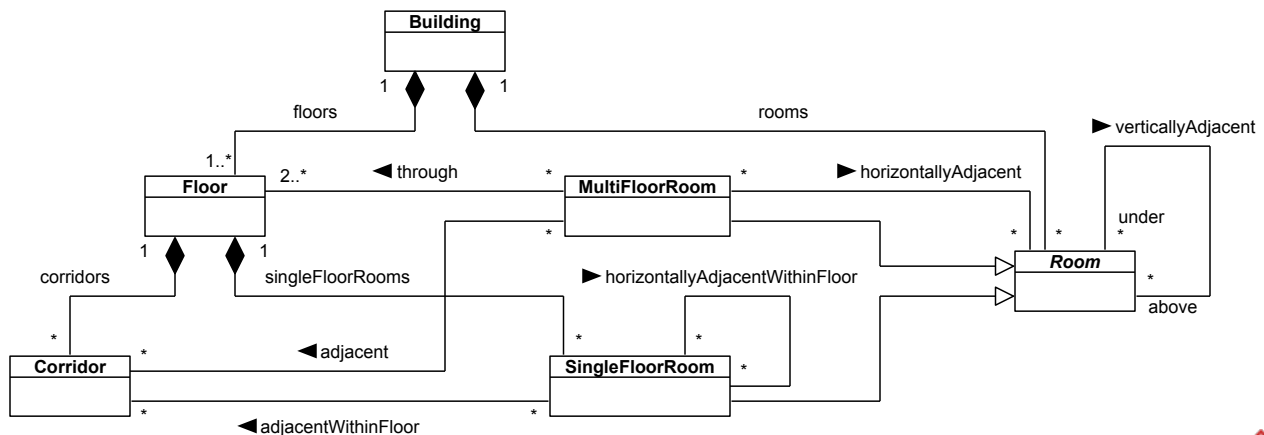 Building
1 1
floors rooms
► verticallyAdjacent
1..* 2..* ◄ through * * ► horizontallyAdjacent
Floor MultiFloorRoom
under
* * * *
1 1 *
Room
corridors singleFloorRooms ► horizontallyAdjacentWithinFloor
*
above
* * ◄ adjacent * * *
Corridor SingleFloorRoom
* *
◄ adjacentWithinFloor